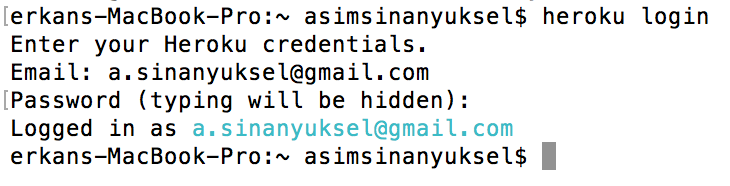 [erkans-MacBook-Pro:~ asimsinanyuksel$ heroku login
Enter your Heroku credentials.
Email: a.sinanyuksel@gmail.com
[Password (typing will be hidden):
Logged in as a.sinanyuksel@gmail.com
erkans-MacBook-Pro:~ asimsinanyuksel$